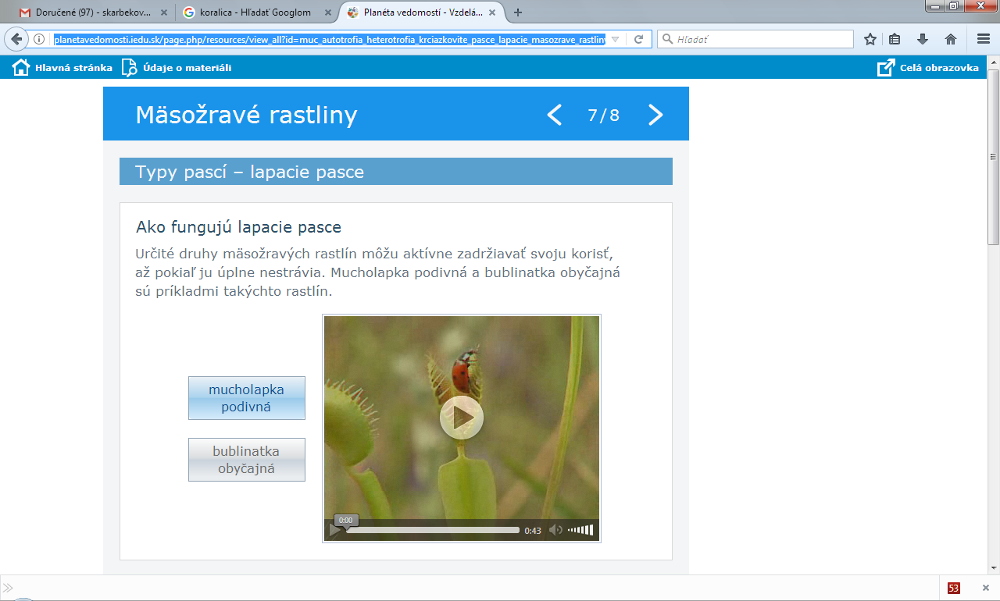 Doručené (97) - skarbekov...
koralica - Hľadať Googlom
Planéta vedomostí - Vzdelá...
planetavedomosti.iedu.sk/page.php/resources/view_all?id=muc_autotrofia_heterotrofia_krciazkovite_pasce_lapacie_masozrave_rastlin
Hľadať
Hlavná stránka
Údaje o materiáli
Celá obrazovka
Mäsožravé rastliny
7/8
Typy pascí – lapacie pasce
Ako fungujú lapacie pasce
Určité druhy mäsožravých rastlín môžu aktívne zadržiavať svoju korisť,
až pokiaľ ju úplne nestrávia. Mucholapka podivná a bublinatka obyčajná
sú príkladmi takýchto rastlín.
mucholapka
podivná
bublinatka
obyčajná
0:00
0:43
53